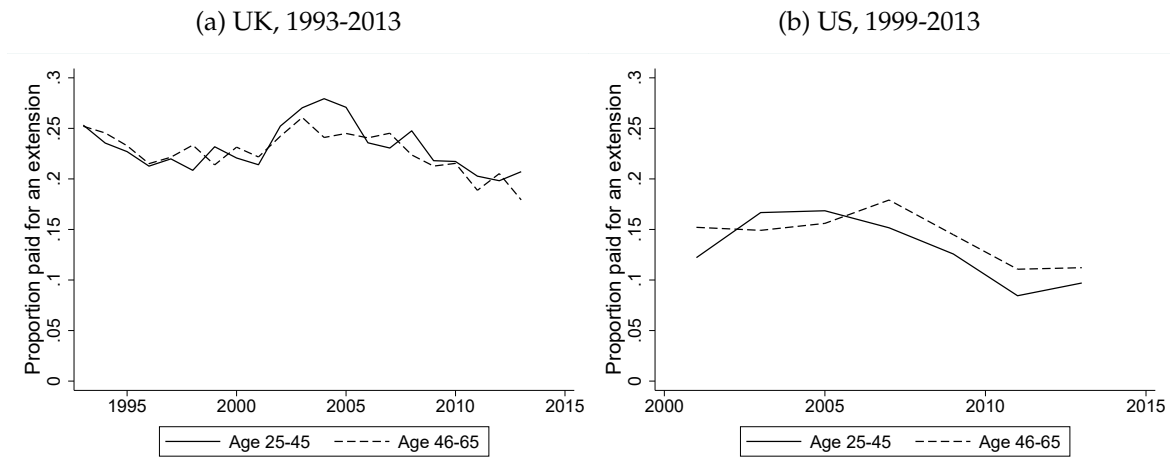 (a) UK, 1993-2013
Proportion paid for an extension
.3
.25
.2
.15
.1
.05
0
1995 2000 2005 2010 2015
Age 25-45 Age 46-65
(b) US, 1999-2013
Proportion paid for an extension
.3
.25
.2
.15
.1
.05
0
2000 2005 2010 2015
Age 25-45 Age 46-65